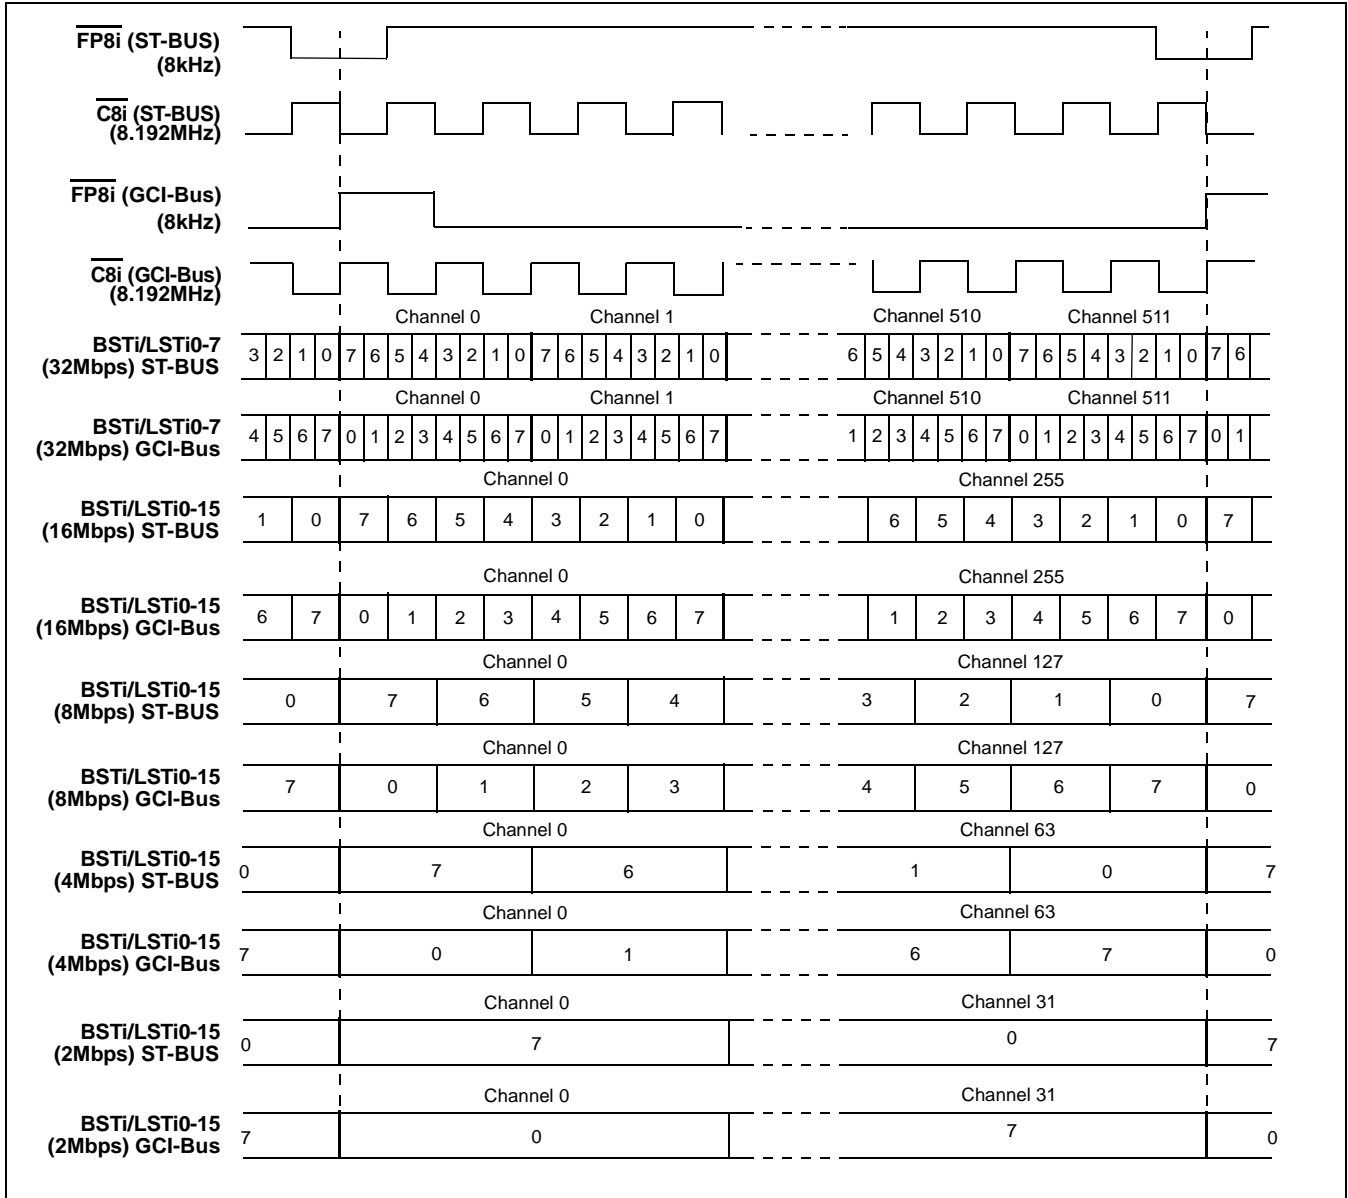 FP8i (ST-BUS)
(8kHz)
C8i (ST-BUS)
(8.192MHz)
FP8i (GCI-Bus)
(8kHz)
C8i (GCI-Bus)
(8.192MHz)
Channel 0 Channel 1 Channel 510 Channel 511
BSTi/LSTi0-7
(32Mbps) ST-BUS
3 2 1 0 7 6 5 4 3 2 1 0 7 6 5 4 3 2 1 0 6 5 4 3 2 1 0 7 6 5 4 3 2 1 0 7 6
Channel 0 Channel 1 Channel 510 Channel 511
BSTi/LSTi0-7
(32Mbps) GCI-Bus
4 5 6 7 0 1 2 3 4 5 6 7 0 1 2 3 4 5 6 7 1 2 3 4 5 6 7 0 1 2 3 4 5 6 7 0 1
Channel 0 Channel 255
BSTi/LSTi0-15
(16Mbps) ST-BUS
1 0 7 6 5 4 3 2 1 0 6 5 4 3 2 1 0 7
Channel 0 Channel 255
BSTi/LSTi0-15
(16Mbps) GCI-Bus
6 7 0 1 2 3 4 5 6 7 1 2 3 4 5 6 7 0
Channel 0 Channel 127
BSTi/LSTi0-15
(8Mbps) ST-BUS
0 7 6 5 4 3 2 1 0 7
Channel 0 Channel 127
BSTi/LSTi0-15
(8Mbps) GCI-Bus
7 0 1 2 3 4 5 6 7 0
Channel 0 Channel 63
BSTi/LSTi0-15
(4Mbps) ST-BUS
0 7 6 1 0 7
Channel 0 Channel 63
BSTi/LSTi0-15
(4Mbps) GCI-Bus
7 0 1 6 7 0
Channel 0 Channel 31
BSTi/LSTi0-15
(2Mbps) ST-BUS
0 7 0 7
Channel 0 Channel 31
BSTi/LSTi0-15
(2Mbps) GCI-Bus
7 0 7 0